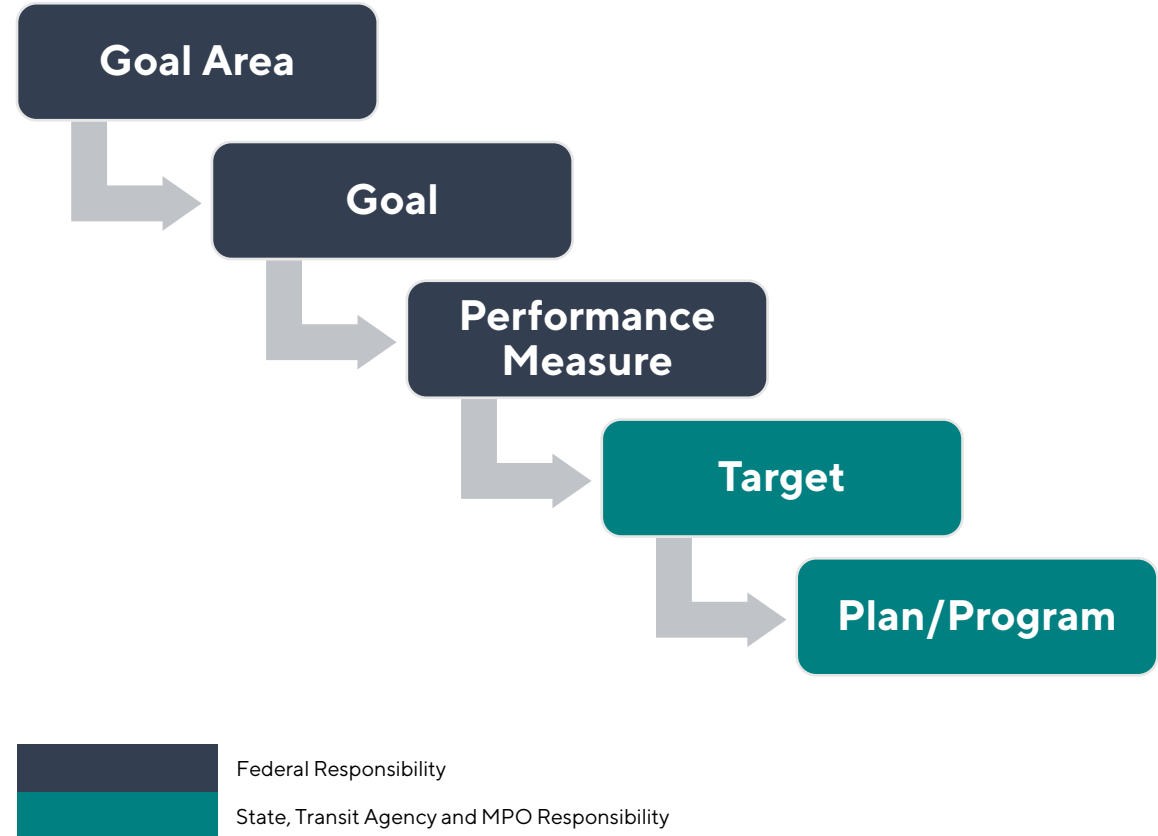 Goal Area
Goal
Performance
Measure
Target
Plan/Program
Federal Responsibility
State, Transit Agency and MPO Responsibility